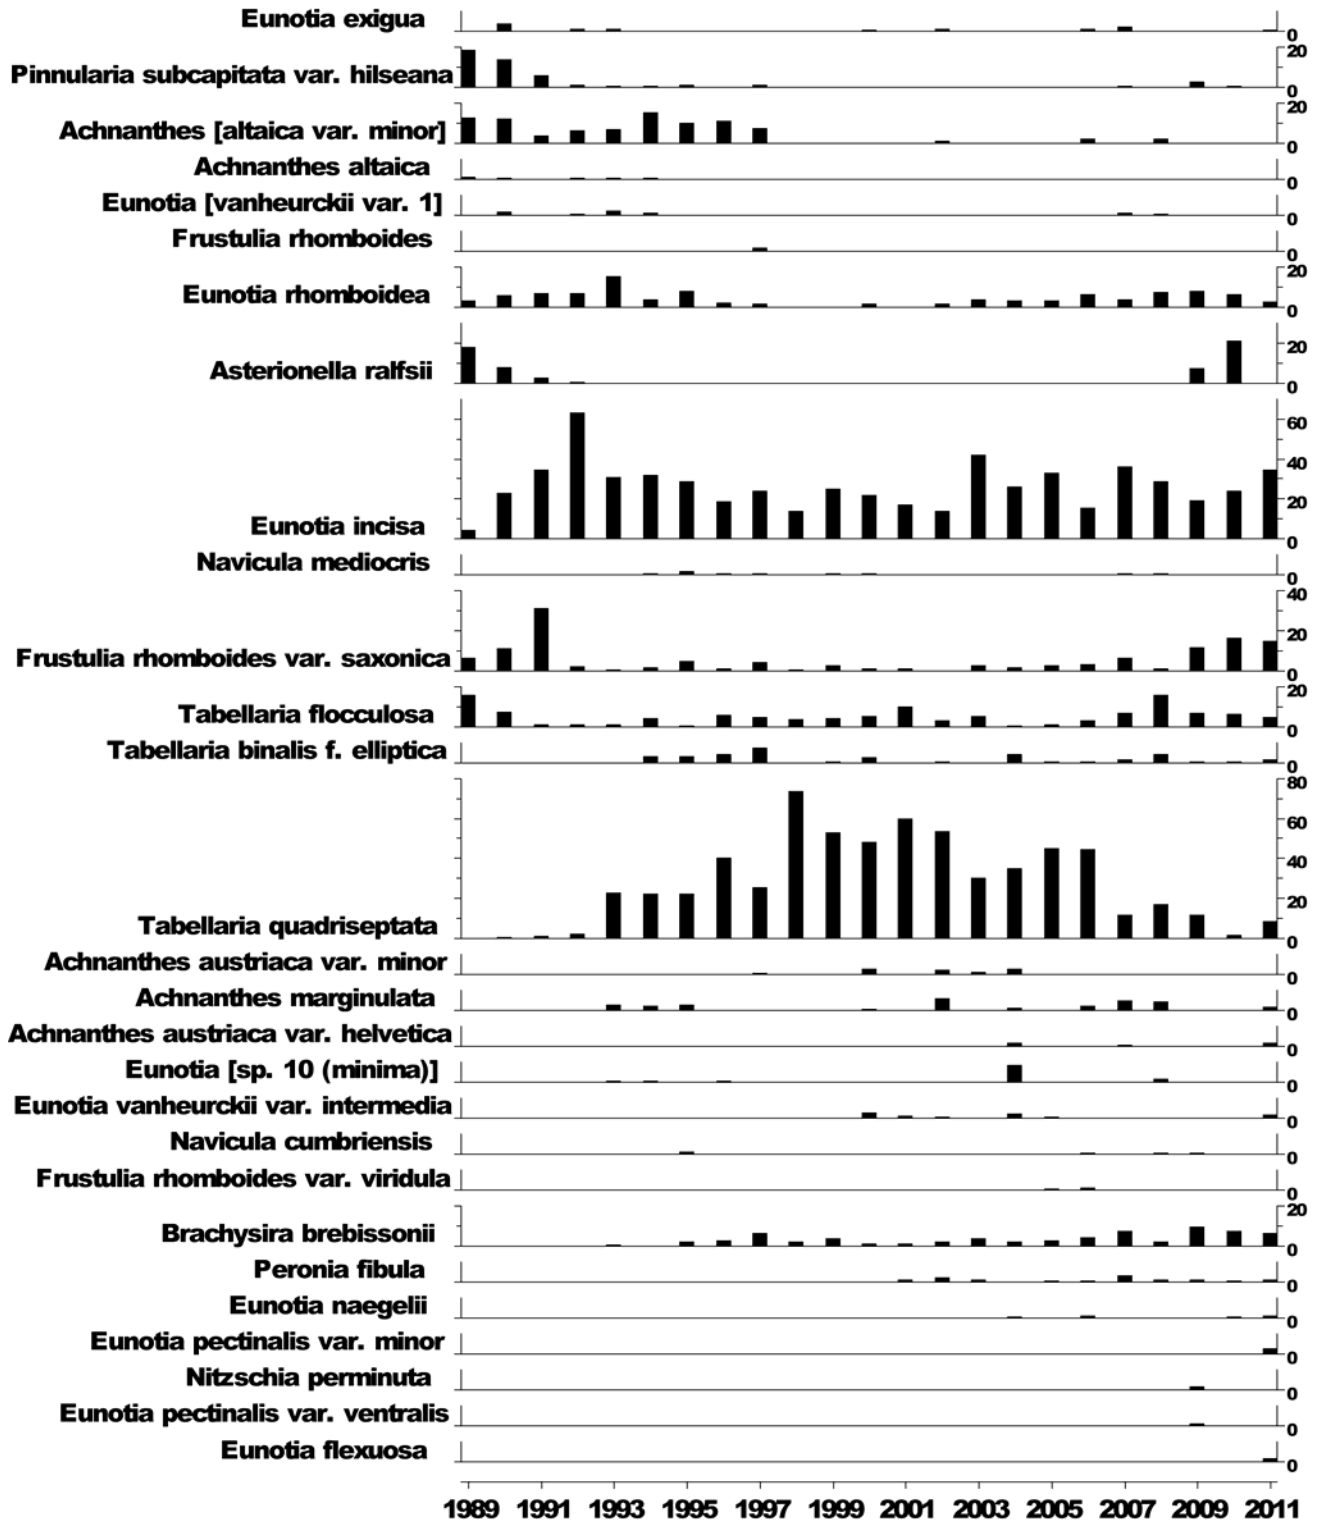 Eunotia exigua 0
20
Pinnularia subcapitata var. hilseana
0
20
Achnanthes [altaica var. minor]
0
Achnanthes altaica 0
Eunotia [vanheurckii var. 1] 0
Frustulia rhomboides 0
20
Eunotia rhomboidea
0
20
Asterionella ralfsii
0
60
40
20
Eunotia incisa 0
Navicula mediocris 0
40
20
Frustulia rhomboides var. saxonica
0
20
Tabellaria flocculosa
0
Tabellaria binalis f. elliptica 0
80
60
40
20
Tabellaria quadriseptata 0
Achnanthes austriaca var. minor 0
Achnanthes marginulata 0
Achnanthes austriaca var. helvetica 0
Eunotia [sp. 10 (minima)] 0
Eunotia vanheurckii var. intermedia 0
Navicula cumbriensis 0
Frustulia rhomboides var. viridula 0
20
Brachysira brebissonii
0
Peronia fibula 0
Eunotia naegelii 0
Eunotia pectinalis var. minor 0
Nitzschia perminuta 0
Eunotia pectinalis var. ventralis 0
Eunotia flexuosa 0
1989 1991 1993 1995 1997 1999 2001 2003 2005 2007 2009 2011